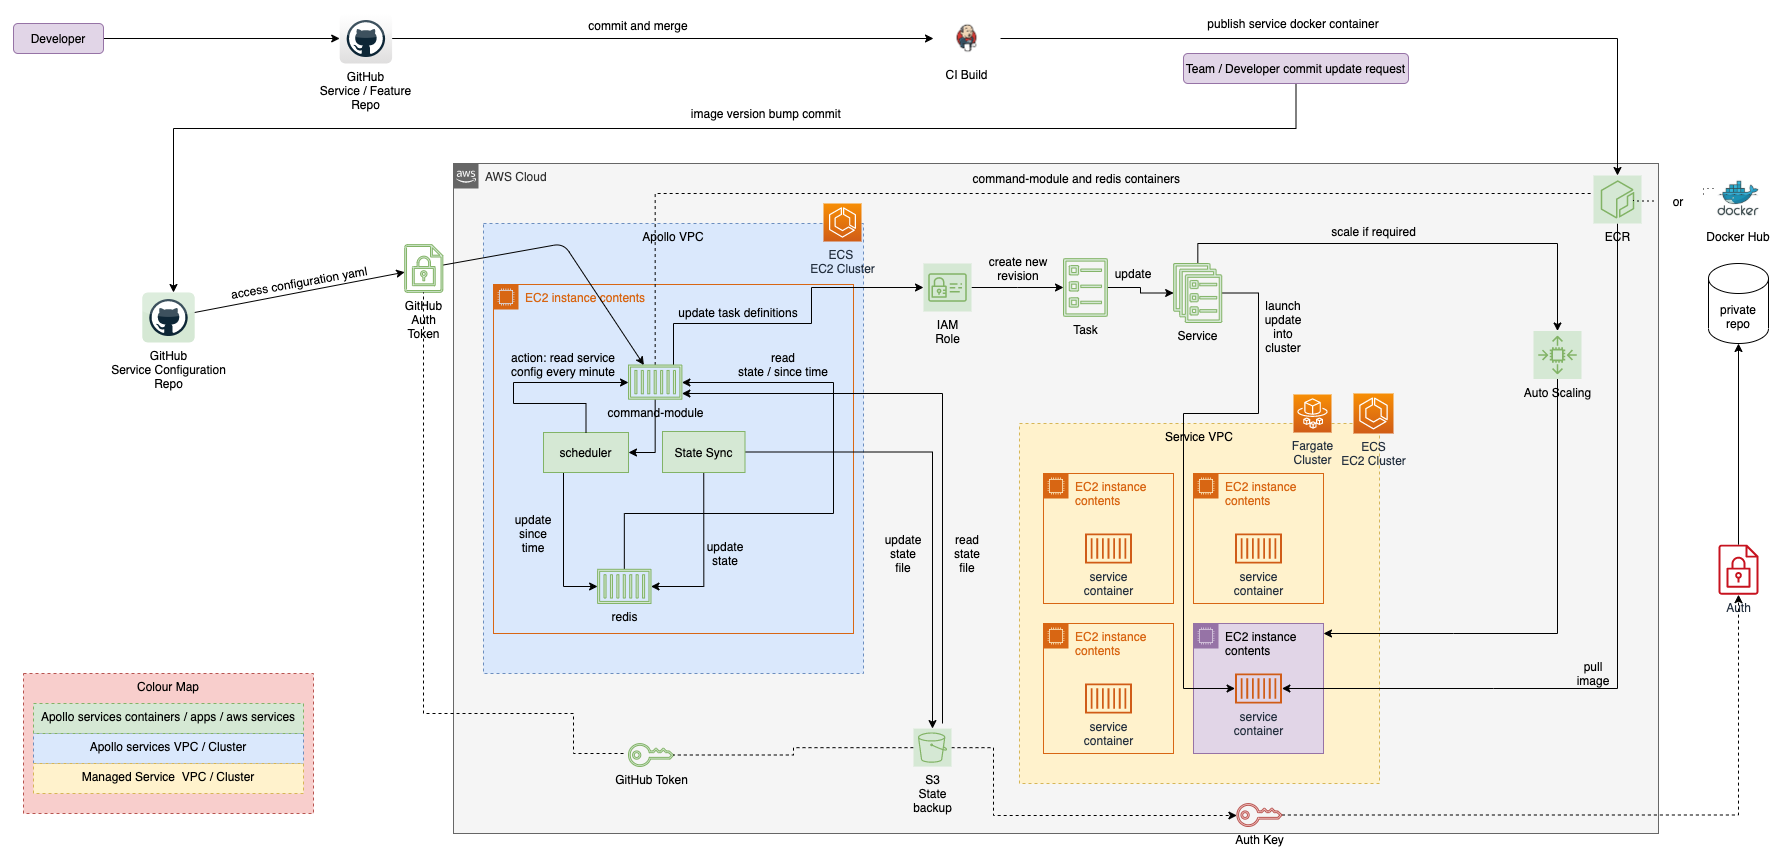 Developer
GitHub
Service / Feature
Repo
commit and merge
CI Build
publish service docker container
Team / Developer commit update request
image version bump commit
aws
AWS Cloud
command-module and redis containers
ECR
or
docker
Docker Hub
private
repo
Auth
GitHub
Service Configuration
Repo
access configuration yaml
GitHub
Auth
Token
Apollo VPC
ECS
EC2 Cluster
EC2 instance contents
update task definitions
action: read service
config every minute
read
state / since time
command-module
scheduler
State Sync
update
since
time
update
state
redis
IAM
Role
create new
revision
Task
update
Service
scale if required
launch
update
into
cluster
Auto Scaling
update
state
file
read
state
file
Service VPC
Fargate
Cluster
ECS
EC2 Cluster
EC2 instance
contents
service
container
EC2 instance
contents
service
container
EC2 instance
contents
service
container
EC2 instance
contents
service
container
pull
image
GitHub Token
S3
State
backup
Auth Key
Colour Map
Apollo services containers / apps / aws services
Apollo services VPC / Cluster
Managed Service  VPC / Cluster